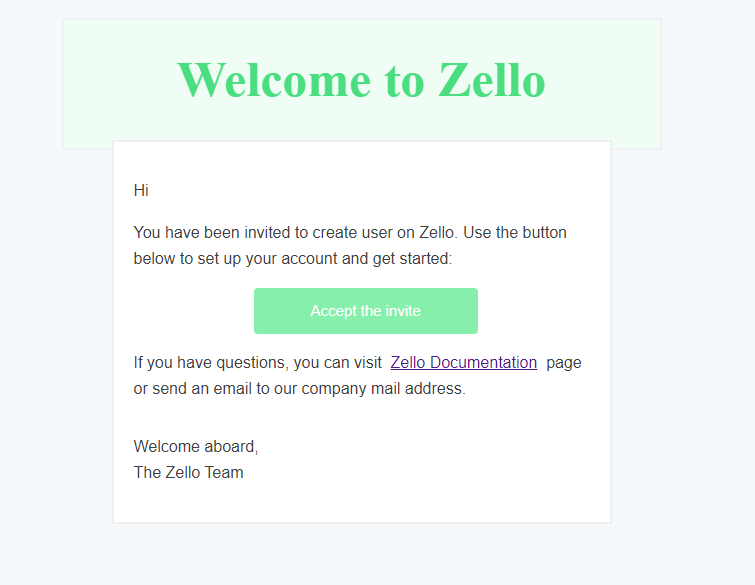 Welcome to Zello
Hi
You have been invited to create user on Zello. Use the button
below to set up your account and get started:
Accept the invite
If you have questions, you can visit Zello Documentation page
or send an email to our company mail address.
Welcome aboard,
The Zello Team